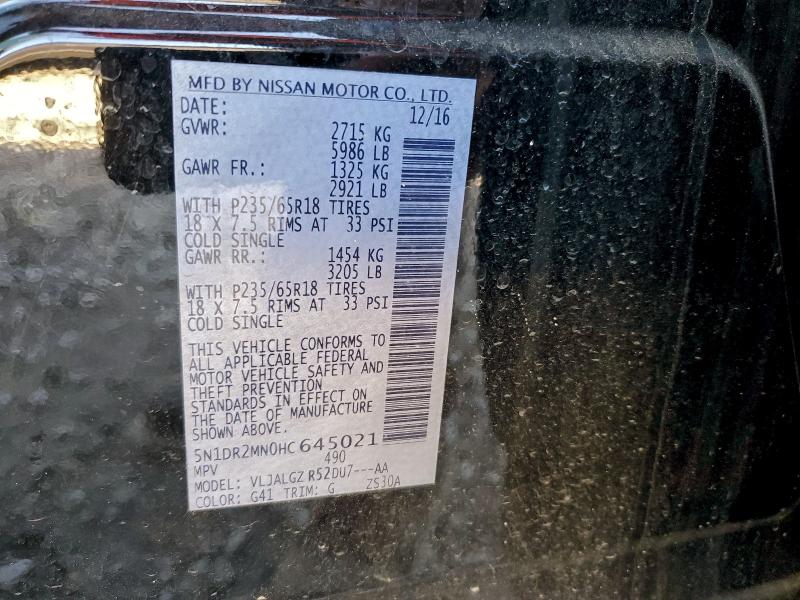 MFD BY NISSAN MOTOR CO., LTD.
DATE: 12/16
GVWR: 2715 KG
5986 LB
GAWR FR.: 1325 KG
2921 LB
WITH P235/65R18 TIRES
18 X 7.5 RIMS AT 33 PSI
COLD SINGLE
GAWR RR.: 1454 KG
3205 LB
WITH P235/65R18 TIRES
18 X 7.5 RIMS AT 33 PSI
COLD SINGLE
THIS VEHICLE CONFORMS TO
ALL APPLICABLE FEDERAL
MOTOR VEHICLE SAFETY AND
THEFT PREVENTION
STANDARDS IN EFFECT ON
THE DATE OF MANUFACTURE
SHOWN ABOVE.
5N1DR2MN0HC645021
MPV 490
MODEL: VLJALGZ R52DU7---AA
COLOR: G41 TRIM: G ZS30A